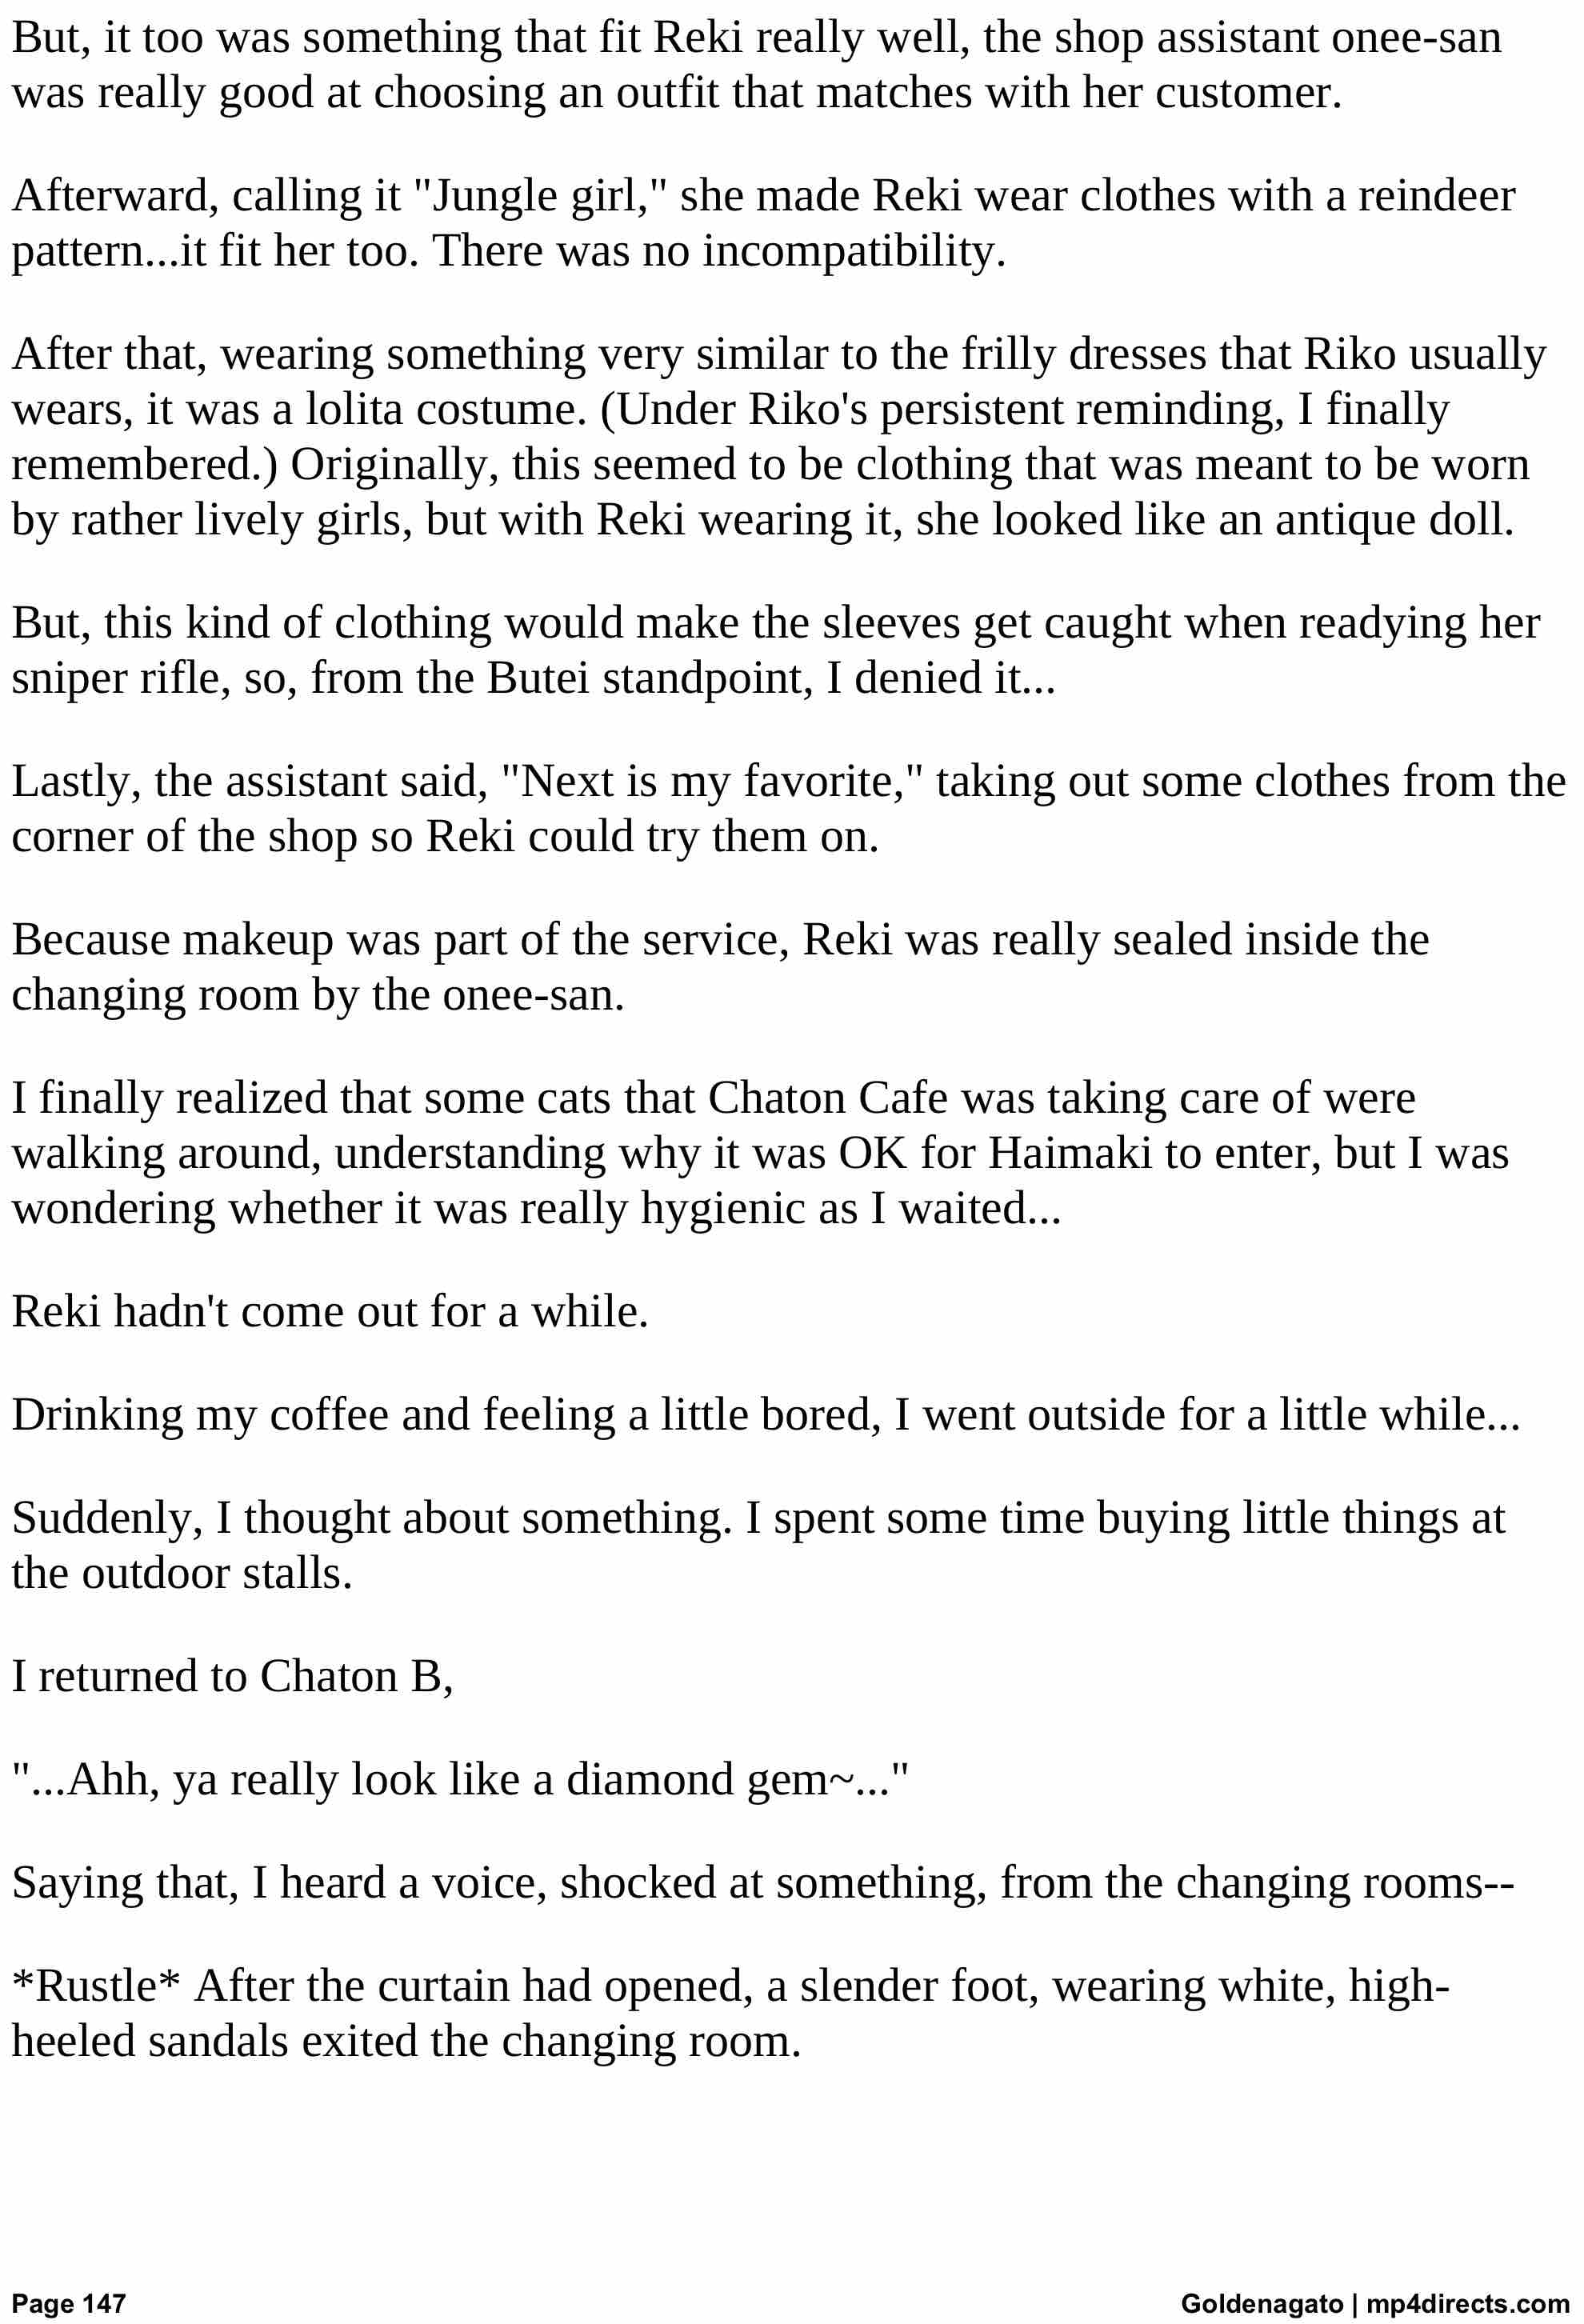 But, it too was something that fit Reki really well, the shop assistant onee-san
was really good at choosing an outfit that matches with her customer.
Afterward, calling it "Jungle girl," she made Reki wear clothes with a reindeer
pattern...it fit her too. There was no incompatibility.
After that, wearing something very similar to the frilly dresses that Riko usually
wears, it was a lolita costume. (Under Riko's persistent reminding, I finally
remembered.) Originally, this seemed to be clothing that was meant to be worn
by rather lively girls, but with Reki wearing it, she looked like an antique doll.
But, this kind of clothing would make the sleeves get caught when readying her
sniper rifle, so, from the Butei standpoint, I denied it...
Lastly, the assistant said, "Next is my favorite," taking out some clothes from the
corner of the shop so Reki could try them on.
Because makeup was part of the service, Reki was really sealed inside the
changing room by the onee-san.
I finally realized that some cats that Chaton Cafe was taking care of were
walking around, understanding why it was OK for Haimaki to enter, but I was
wondering whether it was really hygienic as I waited...
Reki hadn't come out for a while.
Drinking my coffee and feeling a little bored, I went outside for a little while...
Suddenly, I thought about something. I spent some time buying little things at
the outdoor stalls.
I returned to Chaton B,
"...Ahh, ya really look like a diamond gem~..."
Saying that, I heard a voice, shocked at something, from the changing rooms--
*Rustle* After the curtain had opened, a slender foot, wearing white, high-
heeled sandals exited the changing room.
Page 147
Goldenagato | mp4directs.com